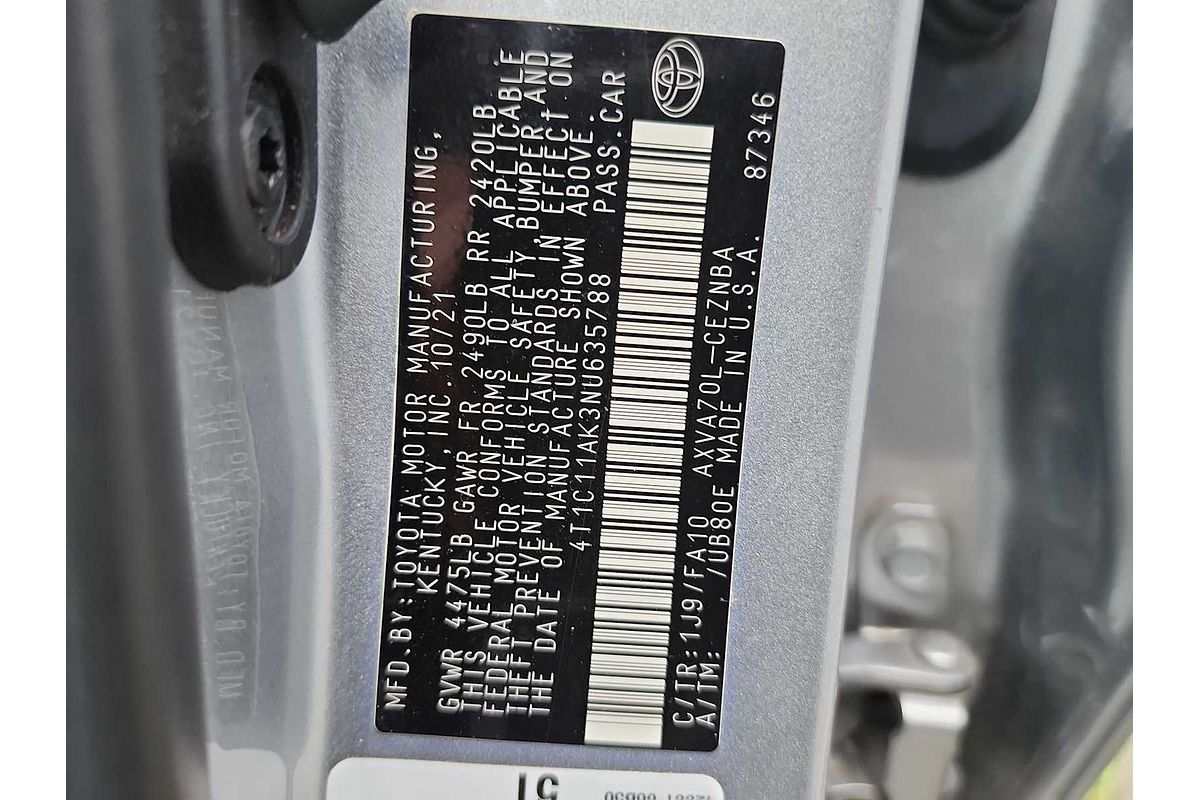 MFD.BY:TOYOTA MOTOR MANUFACTURING,
KENTUCKY, INC.10/21
GVWR 4475LB GAWR FR 2490LB RR 2420LB
THIS VEHICLE CONFORMS TO ALL APPLICABLE
FEDERAL MOTOR VEHICLE SAFETY, BUMPER AND
THEFT PREVENTION STANDARDS IN EFFECT ON
THE DATE OF MANUFACTURE SHOWN ABOVE.
4T1C11AK3NU635788 PASS.CAR
C/TR:1J9/FA10 AXVA70L-CEZNBA
A/TM: /UB80E MADE IN U.S.A. 87346
51